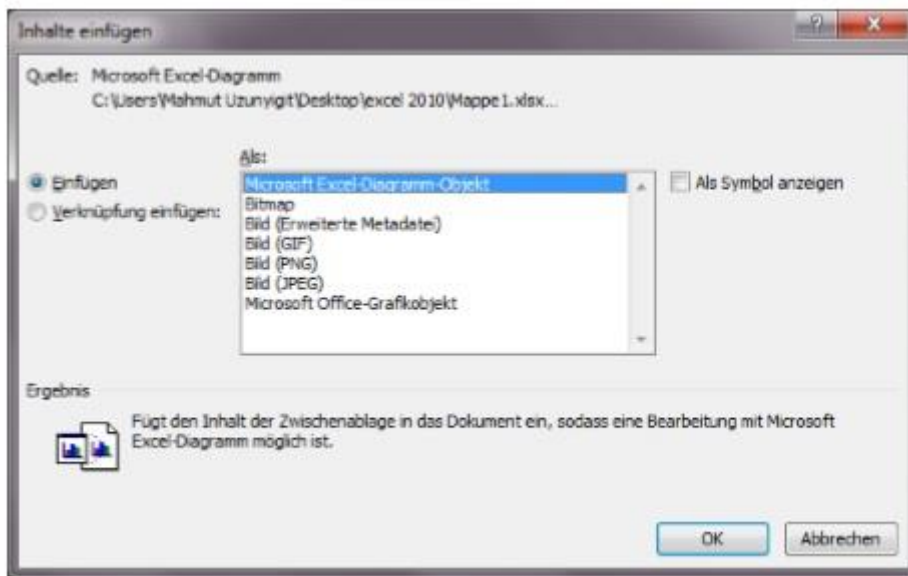 Inhalte einfügen
Quelle: Microsoft Excel-Diagramm
C:\Users\Mahmut Uzunyigit\Desktop\excel 2010\Mappe1.xlsx...
Als:
Einfügen
Verknüpfung einfügen:
Microsoft Excel-Diagramm-Objekt
Bitmap
Bild (Erweiterte Metadatei)
Bild (GIF)
Bild (PNG)
Bild (JPEG)
Microsoft Office-Grafikobjekt
Als Symbol anzeigen
Ergebnis
Fügt den Inhalt der Zwischenablage in das Dokument ein, sodass eine Bearbeitung mit Microsoft
Excel-Diagramm möglich ist.
OK
Abbrechen